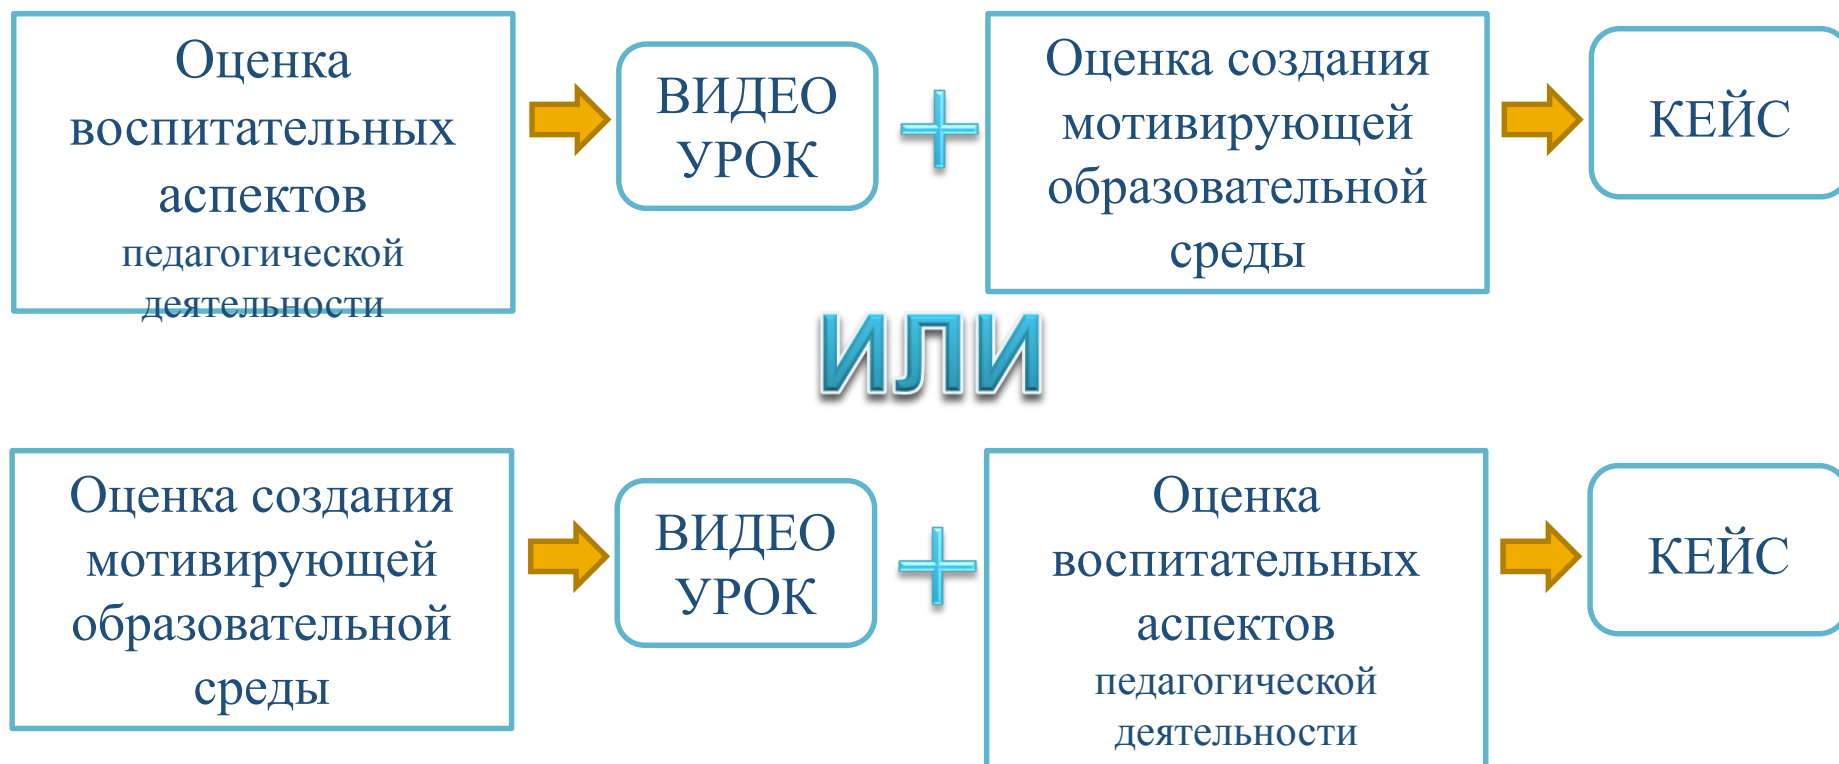 Оценка
воспитательных
аспектов
педагогической
деятельности
ВИДЕО
УРОК
Оценка создания
мотивирующей
образовательной
среды
КЕЙС
ИЛИ
Оценка создания
мотивирующей
образовательной
среды
ВИДЕО
УРОК
Оценка
воспитательных
аспектов
педагогической
деятельности
КЕЙС